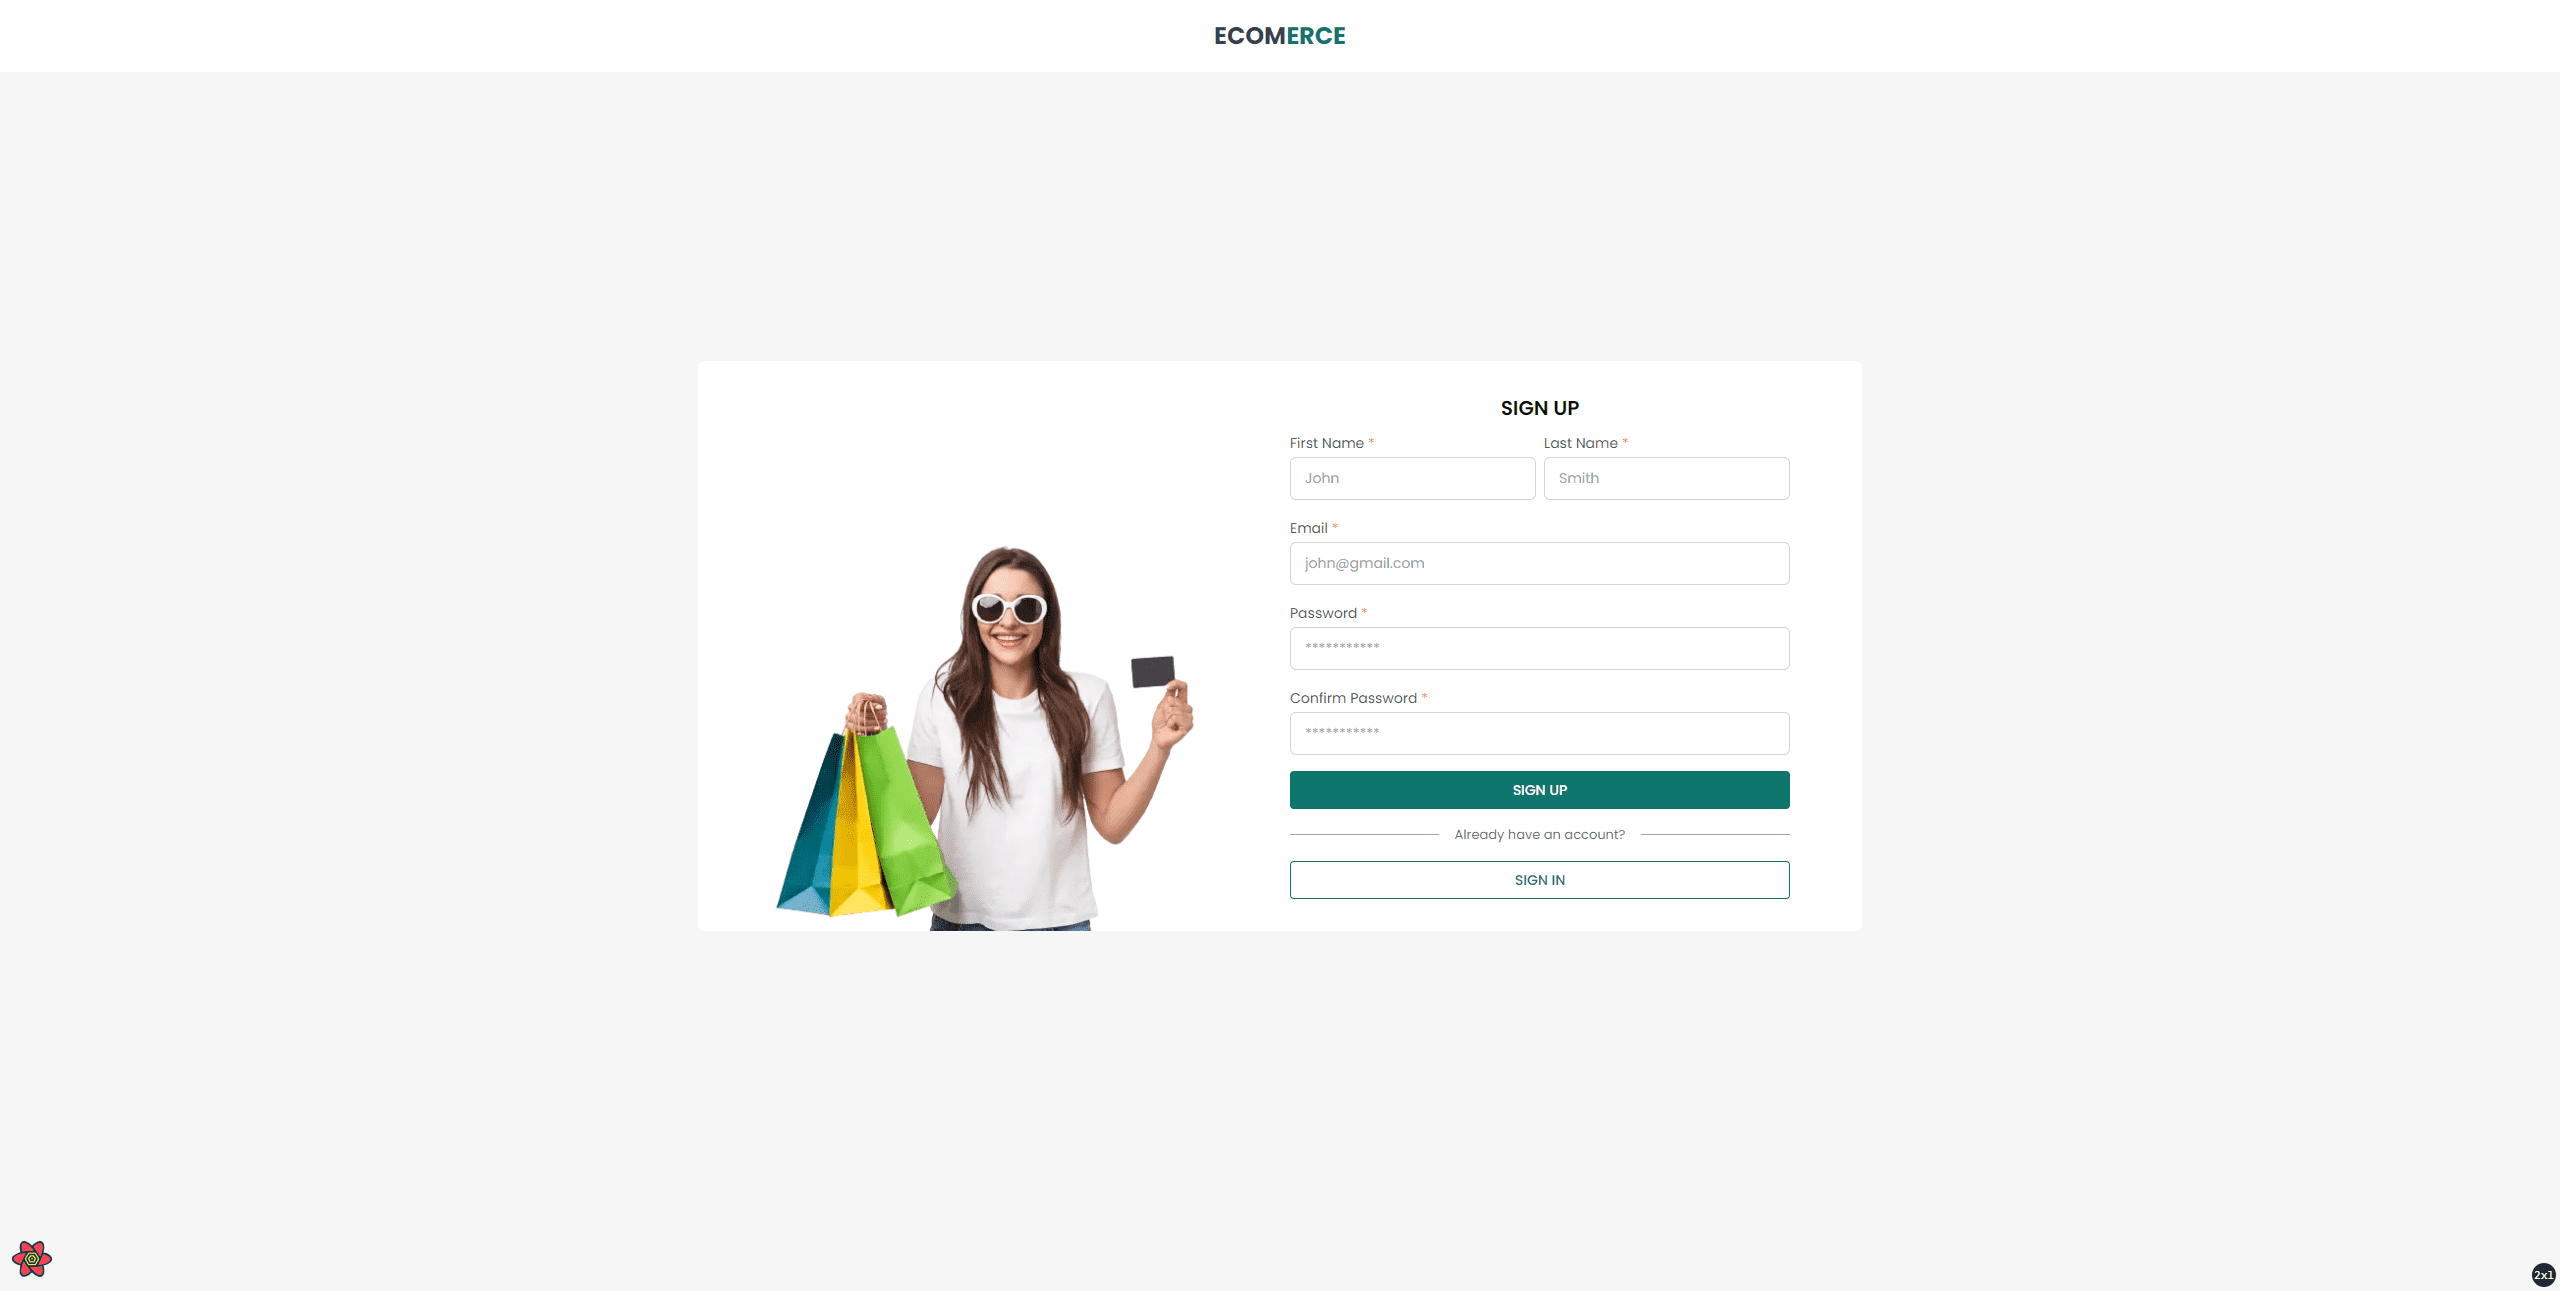 ECOMERCE
SIGN UP
First Name * Last Name *
John Smith
Email *
john@gmail.com
Password *
***********
Confirm Password *
***********
SIGN UP
Already have an account?
SIGN IN
2xl